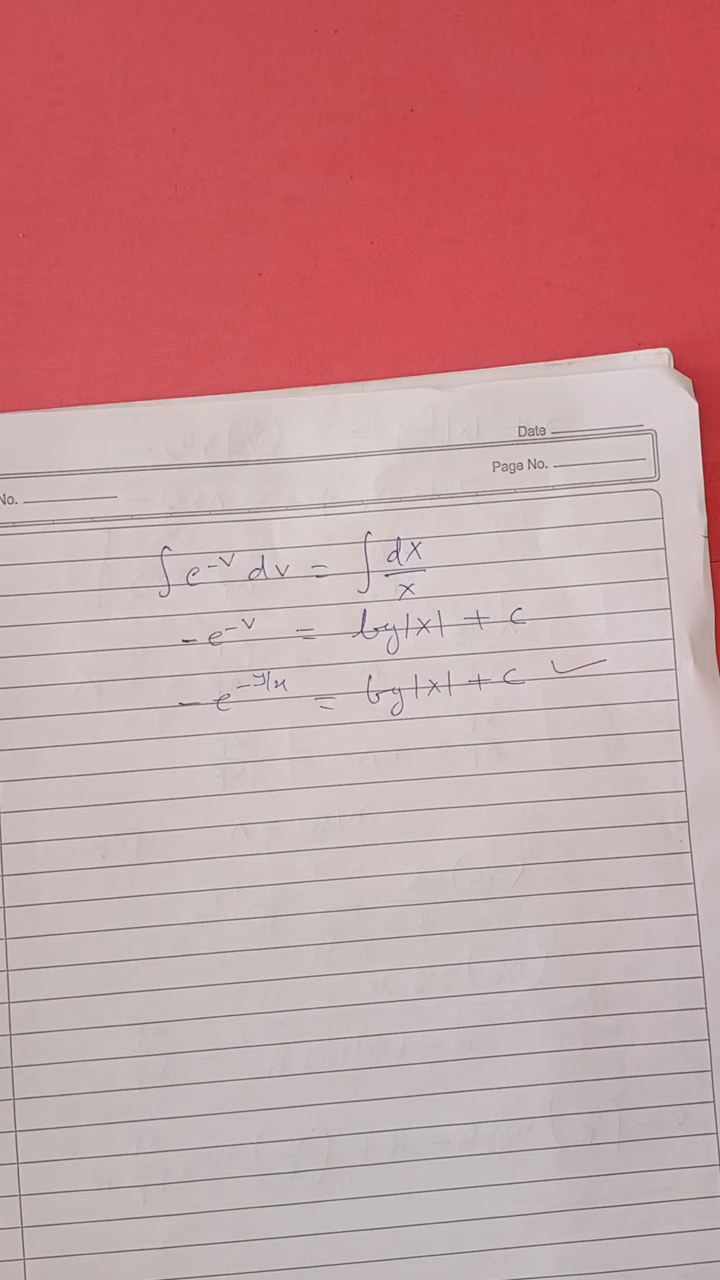 Date
Page No.
No.
∫ e^-v dv = ∫ dx/x
-e^-v = log|x| + c
-e^-y/x = log|x| + c ✓